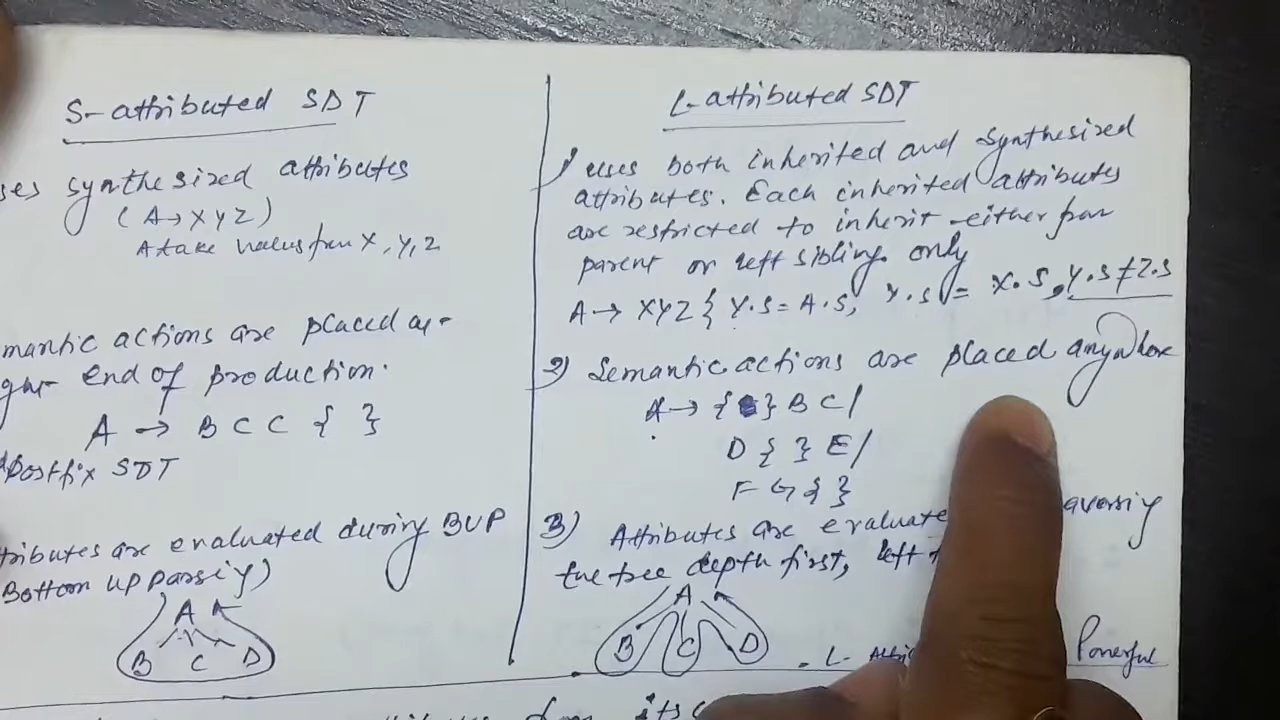 S-attributed SDT
ses synthesized attributes
(A→XYZ)
A take values from X, Y, Z
mantic actions are placed at
end of production.
A → B C C { }
Postfix SDT
tributes are evaluated during BUP
Bottom up parsing)
A
B C D
L-attributed SDT
1) uses both inherited and synthesized
attributes. Each inherited attributes
are restricted to inherit either from
parent or left sibling only
A → XYZ { Y.S = A.S, Y.S = X.S, Y.S ≠ Z.S
2) Semantic actions are placed anywhere
A → { } B C /
D { } E /
F G { }
3) Attributes are evaluate aversing
the tree depth first, left
A
B C D
. L- Powerful